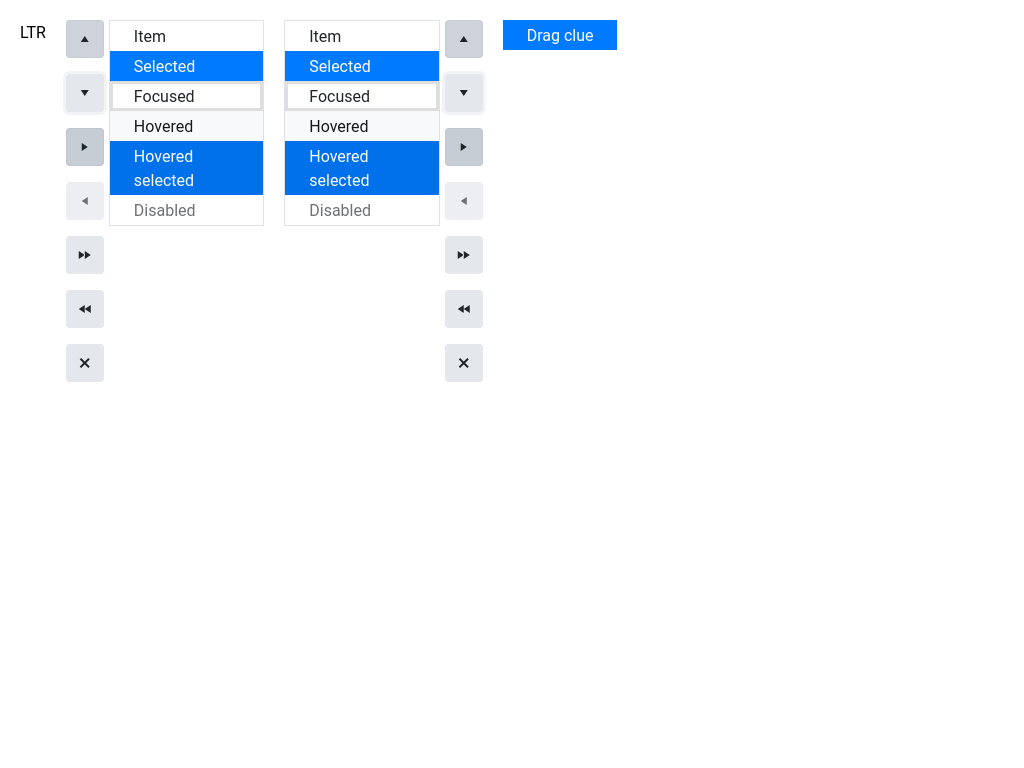 LTR
Item
Selected
Focused
Hovered
Hovered
selected
Disabled
Item
Selected
Focused
Hovered
Hovered
selected
Disabled
Drag clue